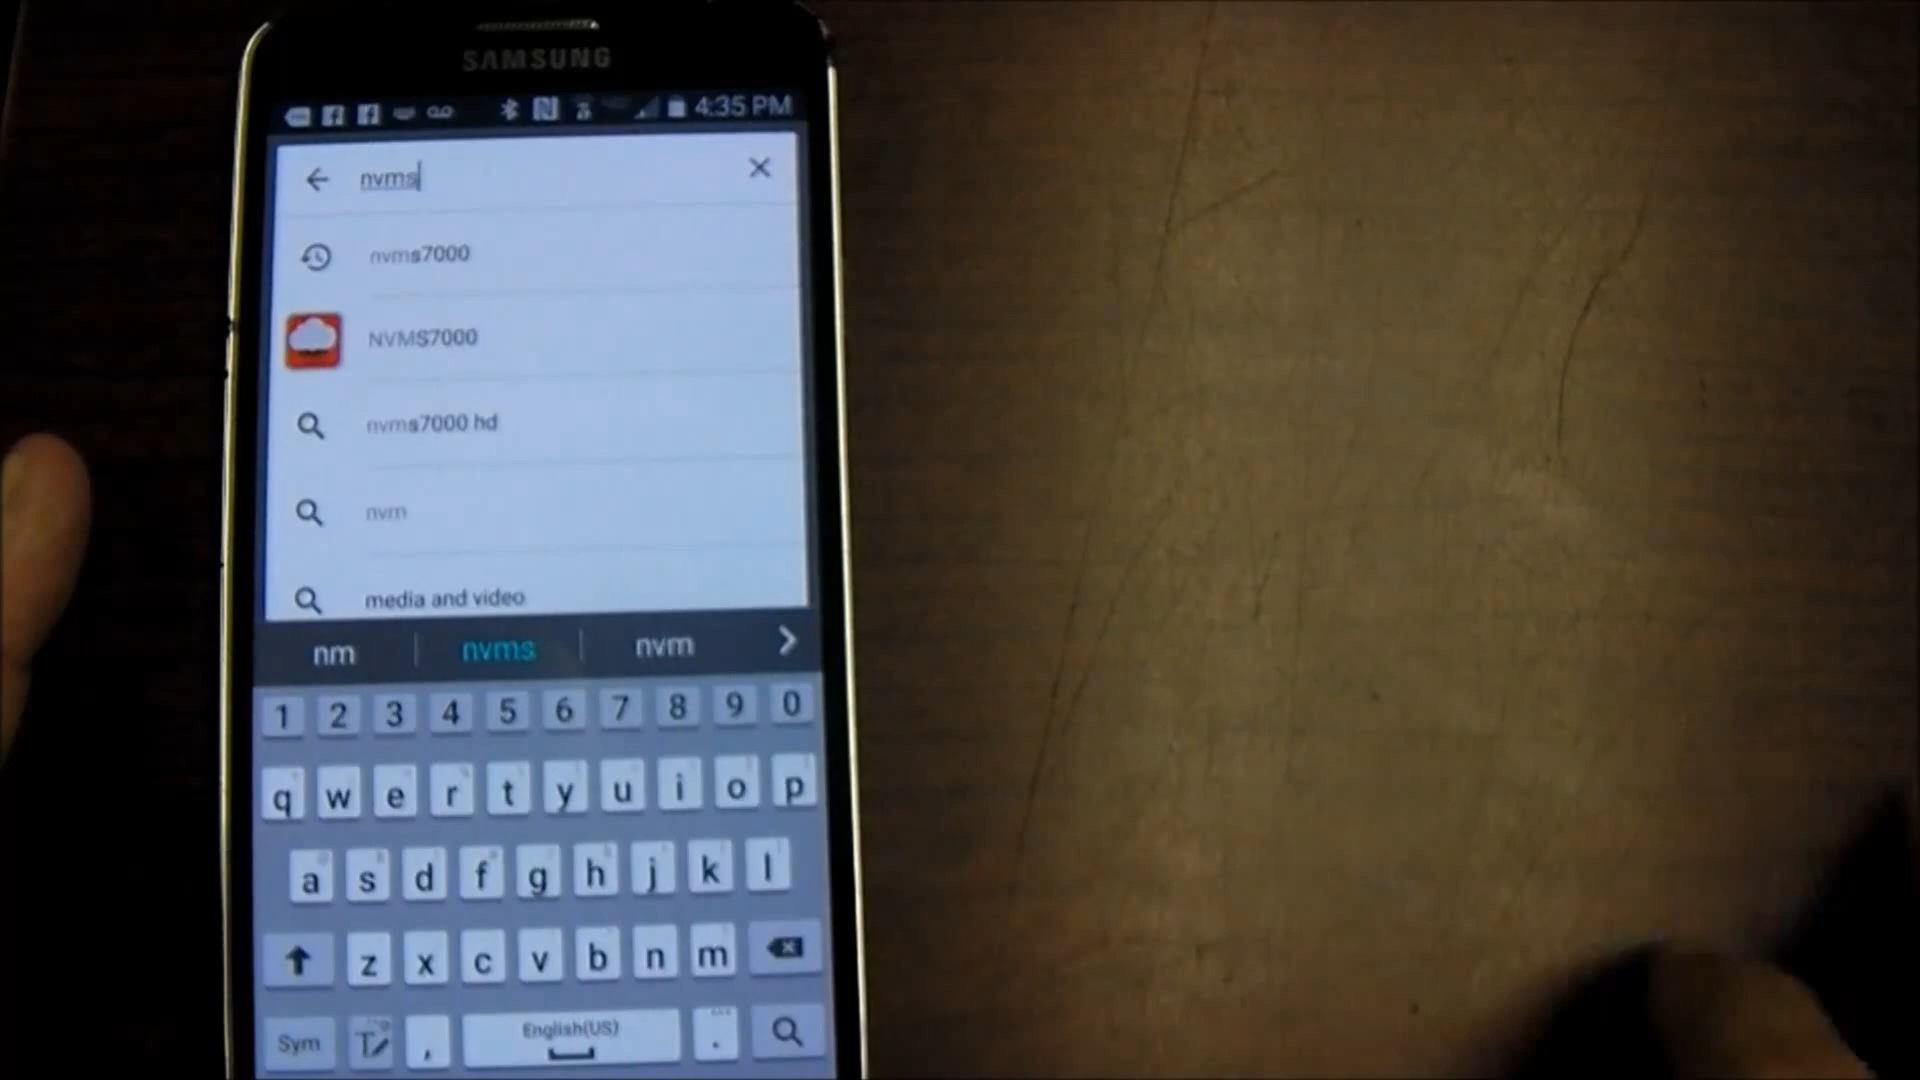 SAMSUNG
4:35 PM
nvms
nvms7000
NVMS7000
nvms7000 hd
nvm
media and video
nm nvms nvm
1 2 3 4 5 6 7 8 9 0
q w e r t y u i o p
a s d f g h j k l
z x c v b n m
Sym , English(US) .